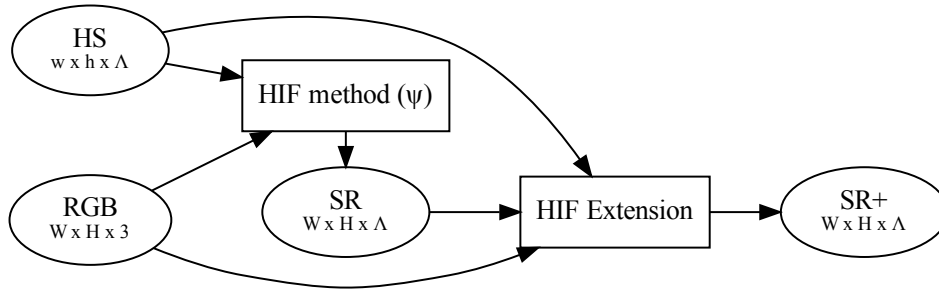 HS
w x h x Λ
HIF method (ψ)
RGB
W x H x 3
SR
W x H x Λ
HIF Extension
SR+
W x H x Λ